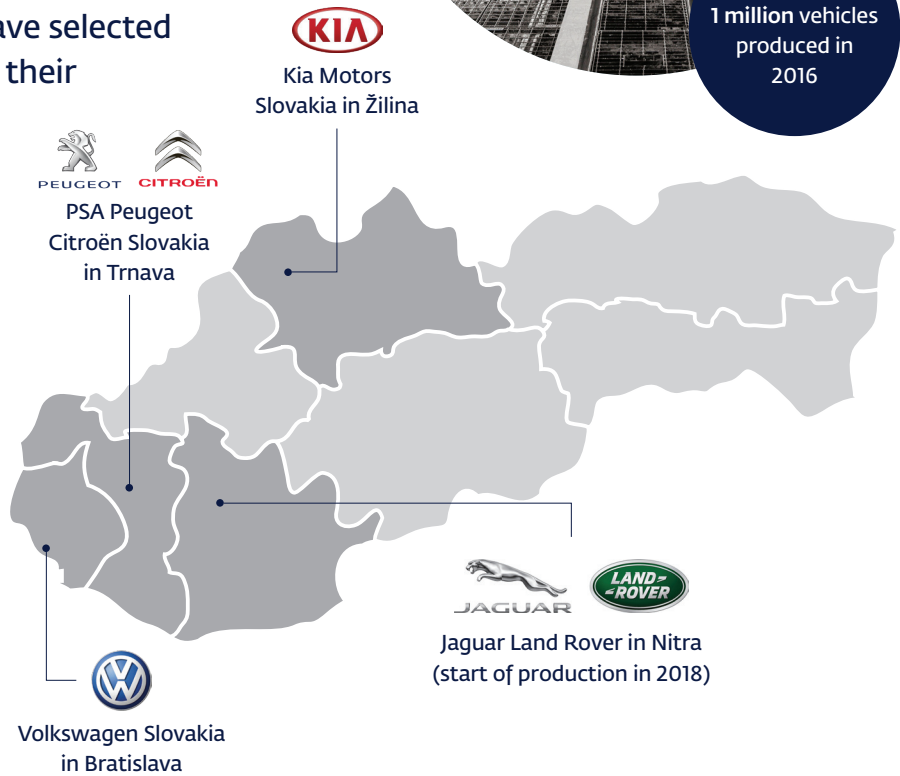 ave selected
their
1 million vehicles
produced in
2016
KIA
Kia Motors
Slovakia in Žilina
PEUGEOT
CITROËN
PSA Peugeot
Citroën Slovakia
in Trnava
JAGUAR
LAND-
-ROVER
Jaguar Land Rover in Nitra
(start of production in 2018)
VW
Volkswagen Slovakia
in Bratislava